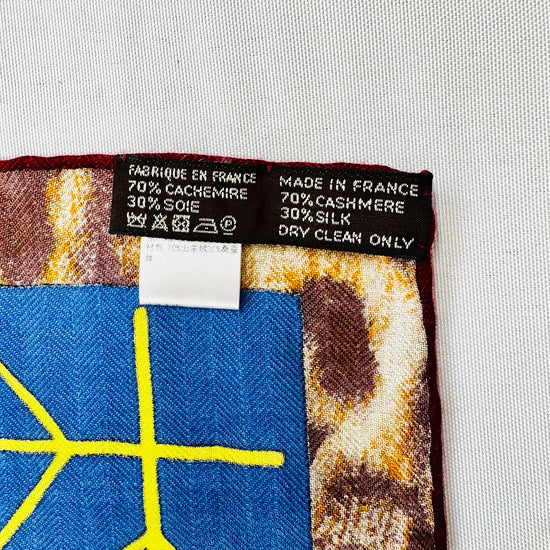 FABRIQUE EN FRANCE
70% CACHEMIRE
30% SOIE
MADE IN FRANCE
70% CASHMERE
30% SILK
DRY CLEAN ONLY